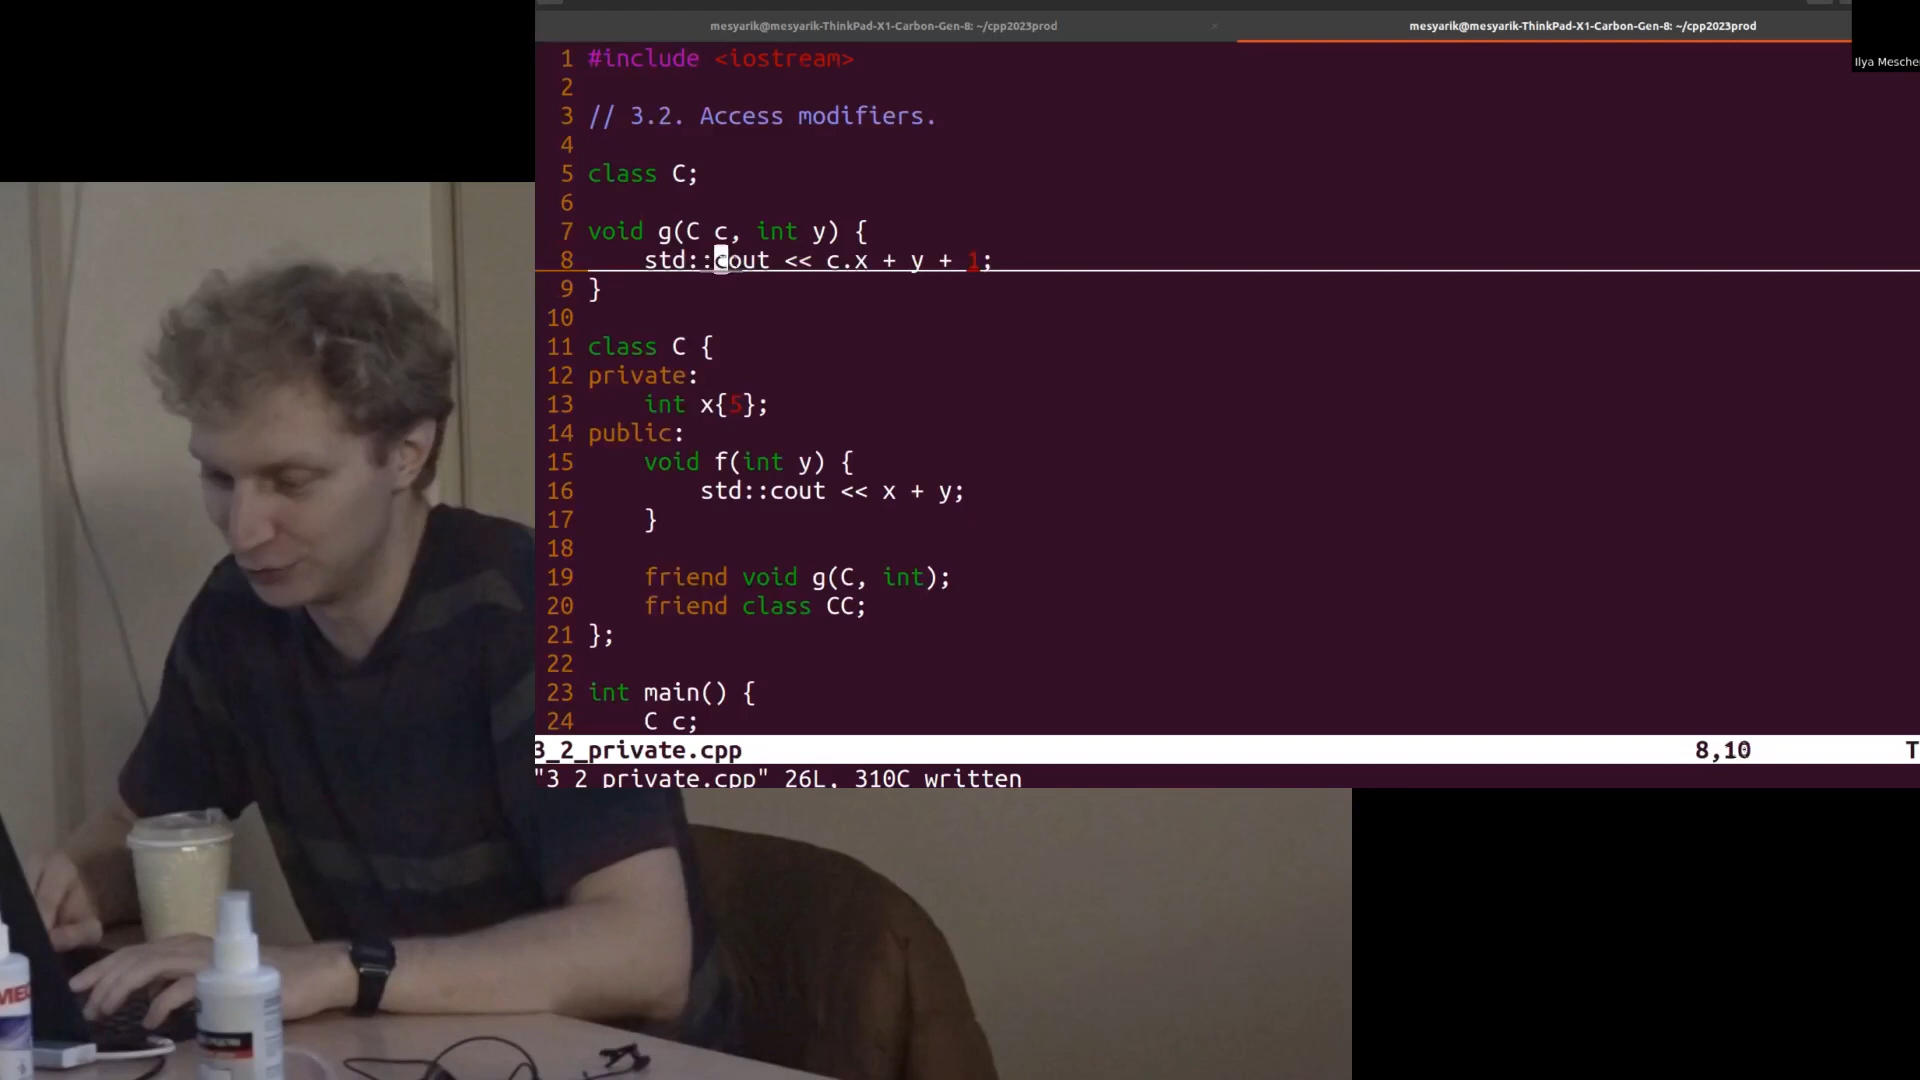 mesyarik@mesyarik-ThinkPad-X1-Carbon-Gen-8: ~/cpp2023prod × mesyarik@mesyarik-ThinkPad-X1-Carbon-Gen-8: ~/cpp2023prod
Ilya Mesche
1 #include <iostream>
2
3 // 3.2. Access modifiers.
4
5 class C;
6
7 void g(C c, int y) {
8     std::cout << c.x + y + 1;
9 }
10
11 class C {
12 private:
13     int x{5};
14 public:
15     void f(int y) {
16         std::cout << x + y;
17     }
18
19     friend void g(C, int);
20     friend class CC;
21 };
22
23 int main() {
24     C c;
3_2_private.cpp 8,10 T
"3_2_private.cpp" 26L, 310C written